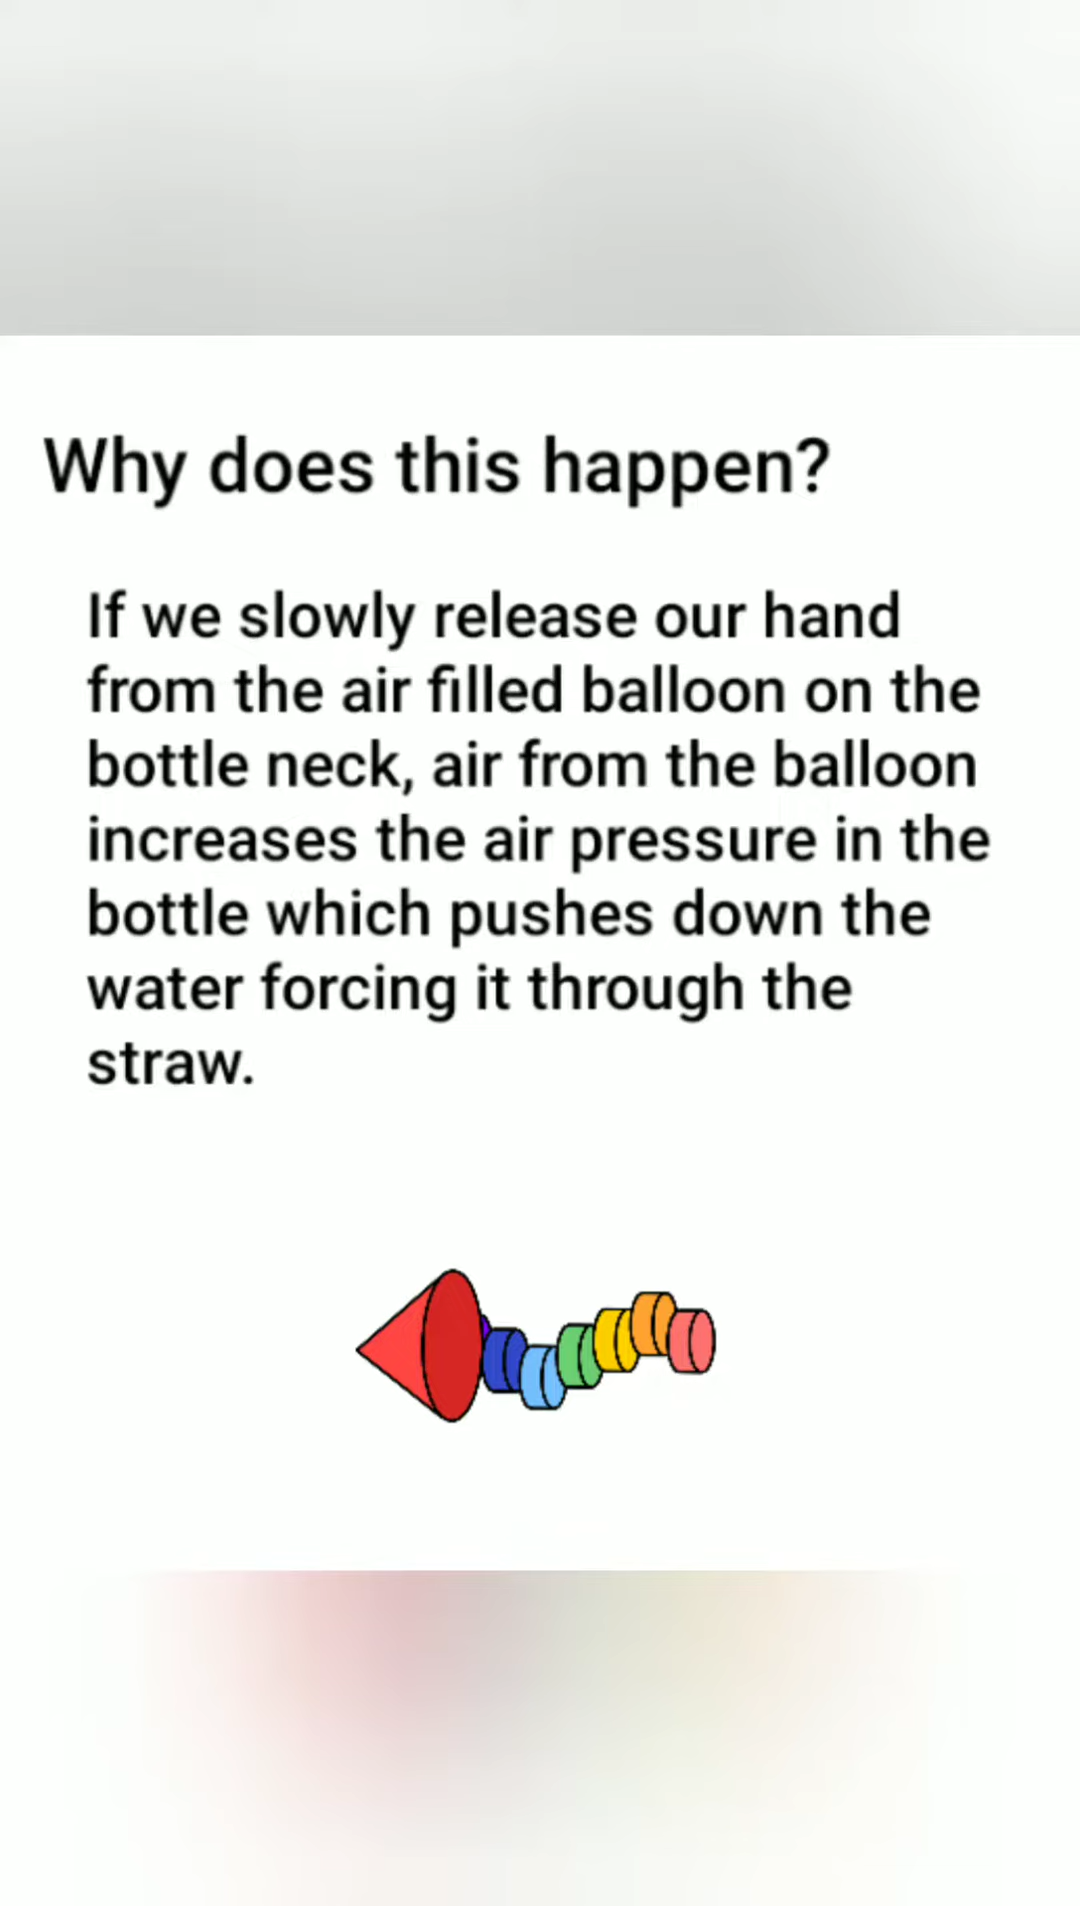 Why does this happen?
If we slowly release our hand
from the air filled balloon on the
bottle neck, air from the balloon
increases the air pressure in the
bottle which pushes down the
water forcing it through the
straw.